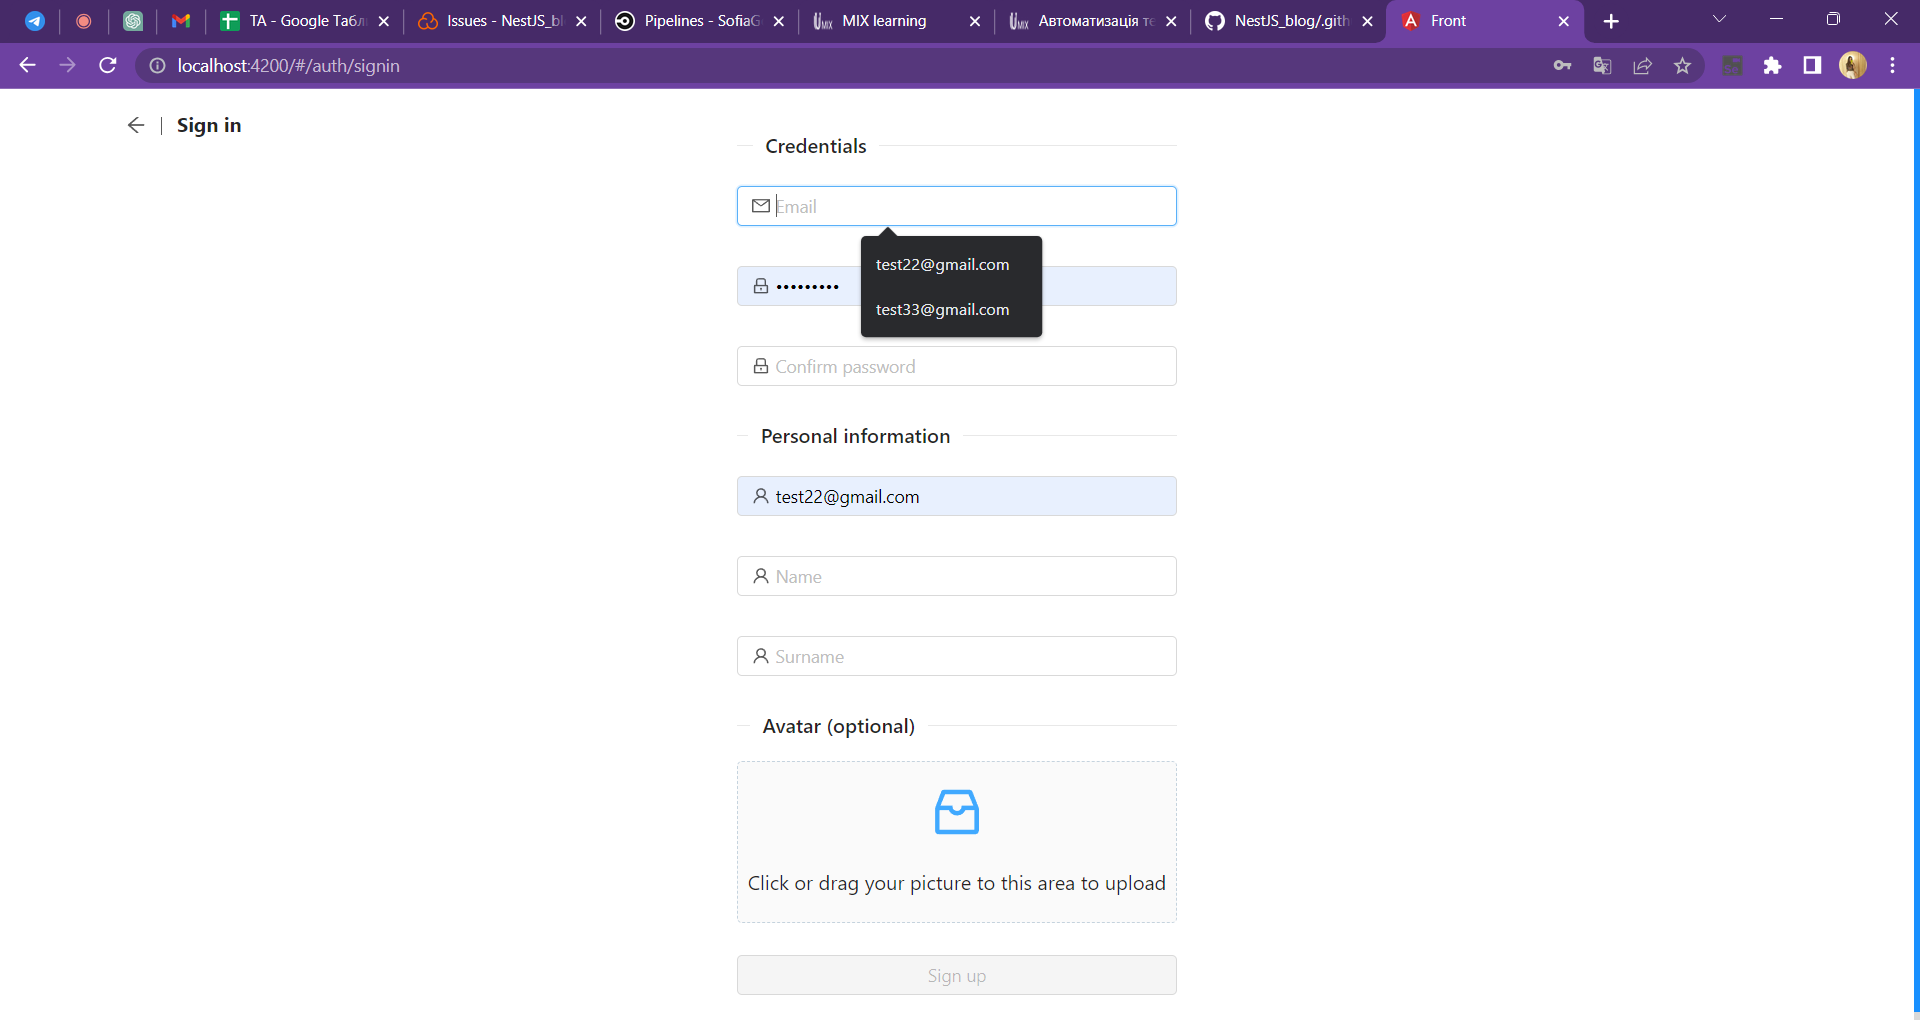 TA - Google Табл
Issues - NestJS_bl
Pipelines - SofiaG
MIX learning
Автоматизація те
NestJS_blog/.gith
Front
localhost:4200/#/auth/signin
Sign in
Credentials
Email
test22@gmail.com
•••••••••
test33@gmail.com
Confirm password
Personal information
test22@gmail.com
Name
Surname
Avatar (optional)
Click or drag your picture to this area to upload
Sign up